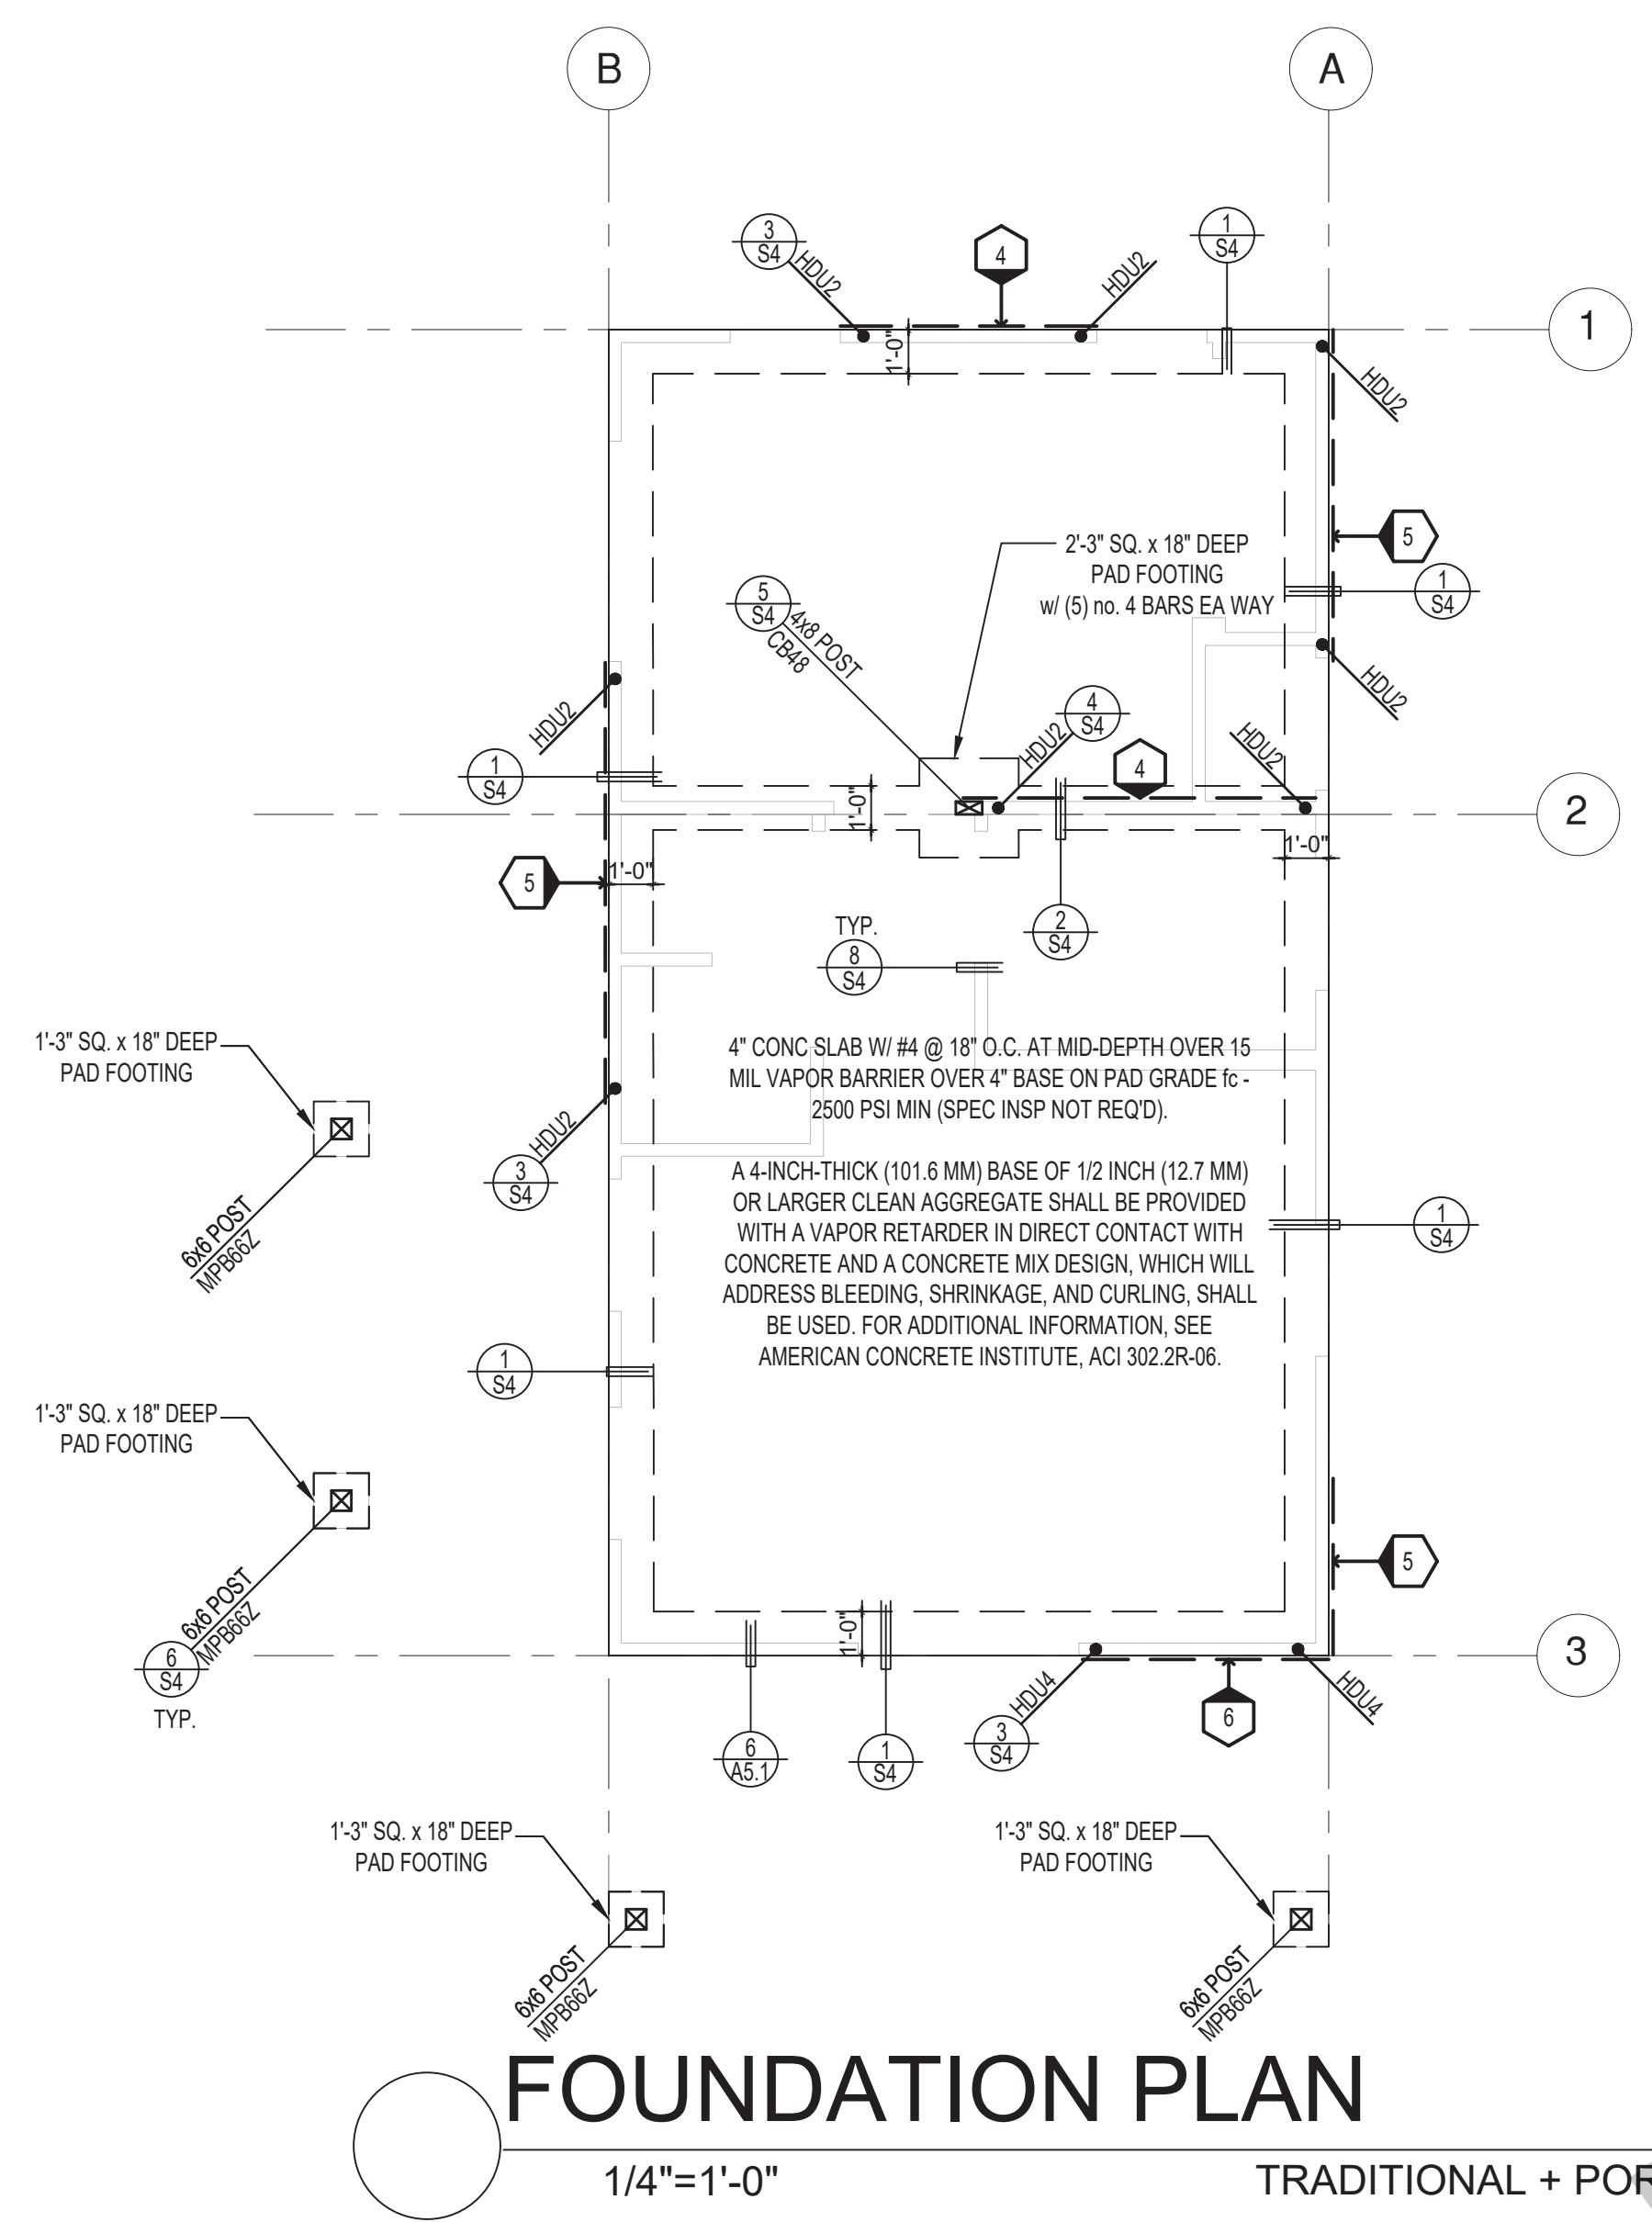 B
A
3
S4
HDU2
4
HDU2
1
S4
1
1'-0"
HDU2
2'-3" SQ. x 18" DEEP
PAD FOOTING
w/ (5) no. 4 BARS EA WAY
5
1
S4
5
S4
4x8 POST
CB48
HDU2
HDU2
4
S4
HDU2
4
HDU2
1
S4
1'-0"
2
1'-0"
5
1'-0"
2
S4
TYP.
8
S4
1'-3" SQ. x 18" DEEP
PAD FOOTING
4" CONC SLAB W/ #4 @ 18" O.C. AT MID-DEPTH OVER 15
MIL VAPOR BARRIER OVER 4" BASE ON PAD GRADE fc -
2500 PSI MIN (SPEC INSP NOT REQ'D).
HDU2
3
S4
A 4-INCH-THICK (101.6 MM) BASE OF 1/2 INCH (12.7 MM)
OR LARGER CLEAN AGGREGATE SHALL BE PROVIDED
WITH A VAPOR RETARDER IN DIRECT CONTACT WITH
CONCRETE AND A CONCRETE MIX DESIGN, WHICH WILL
ADDRESS BLEEDING, SHRINKAGE, AND CURLING, SHALL
BE USED. FOR ADDITIONAL INFORMATION, SEE
AMERICAN CONCRETE INSTITUTE, ACI 302.2R-06.
6x6 POST
MPB66Z
1
S4
1
S4
1'-3" SQ. x 18" DEEP
PAD FOOTING
6x6 POST
MPB66Z
6
S4
TYP.
5
1'-0"
3
HDU4
3
S4
6
HDU4
6
A5.1
1
S4
1'-3" SQ. x 18" DEEP
PAD FOOTING
1'-3" SQ. x 18" DEEP
PAD FOOTING
6x6 POST
MPB66Z
6x6 POST
MPB66Z
FOUNDATION PLAN
1/4"=1'-0"
TRADITIONAL +